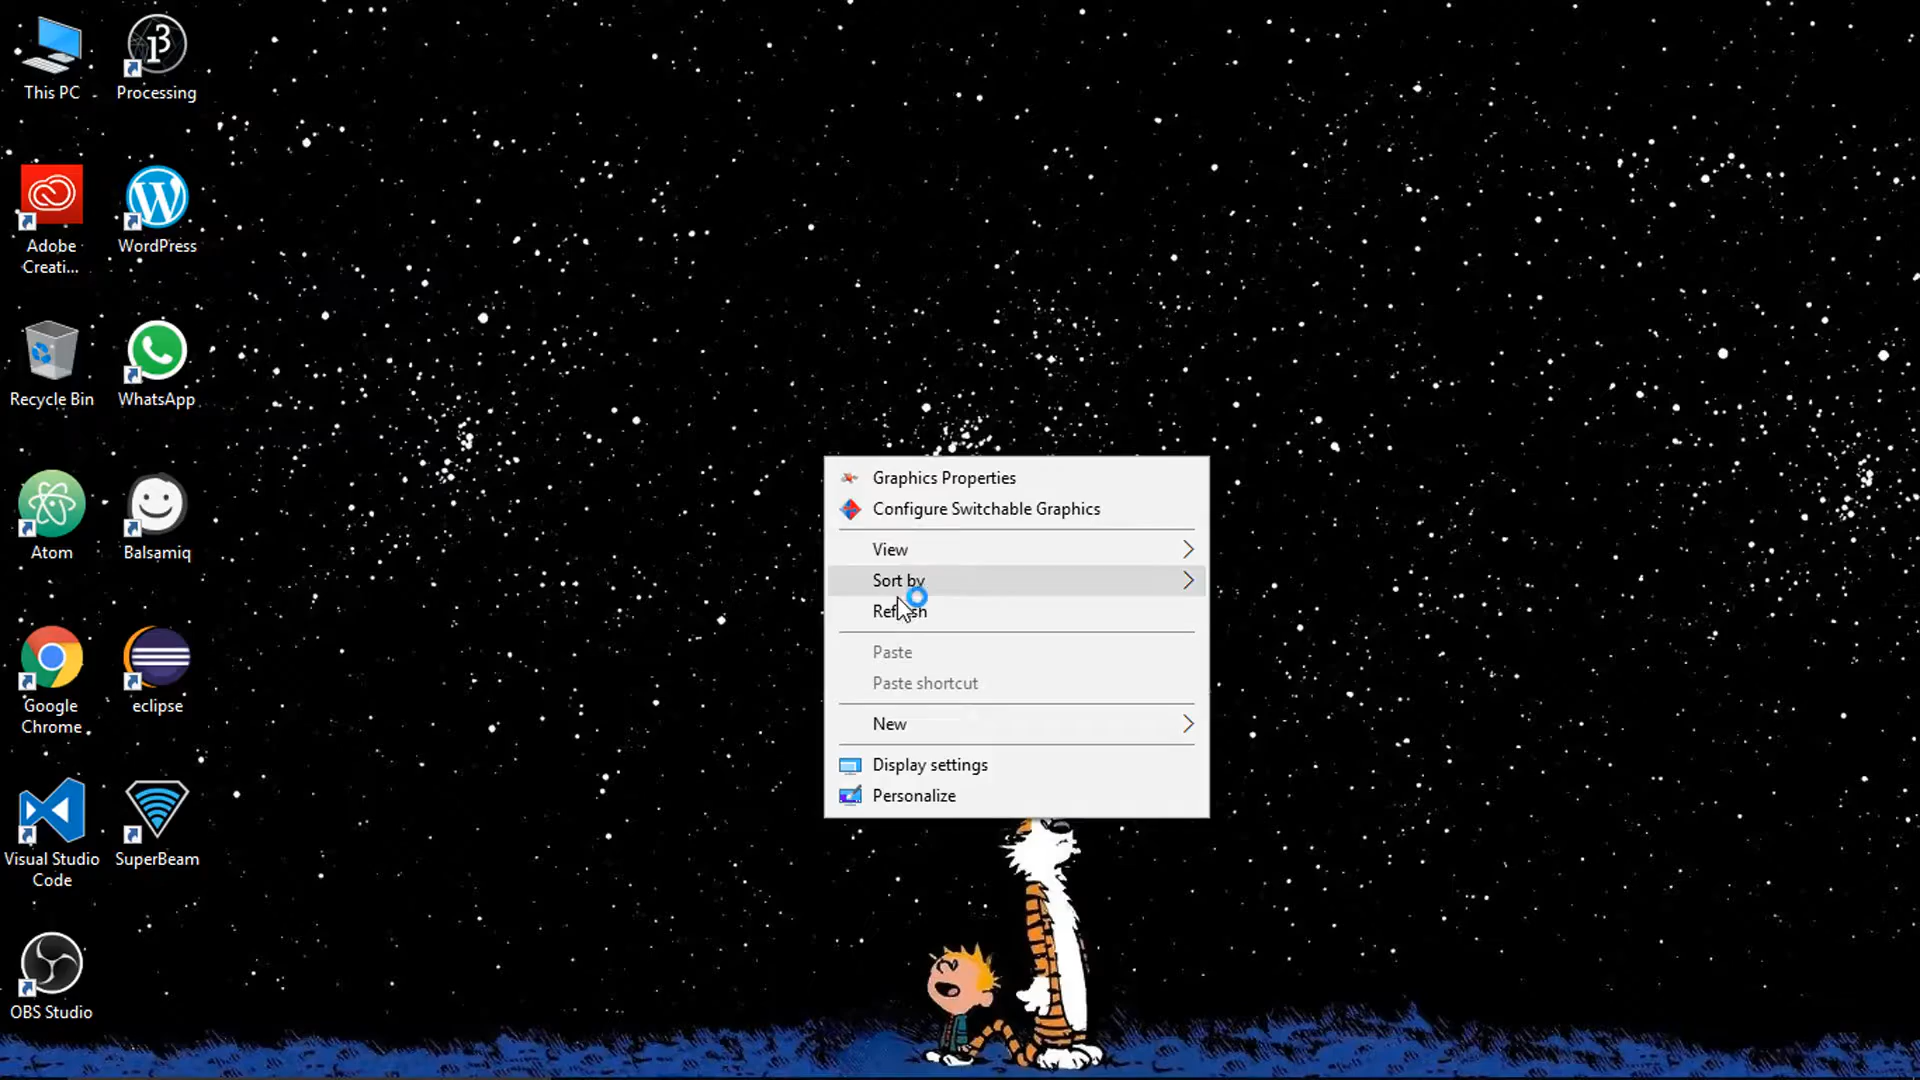 This PC
Processing
Adobe
Creati...
WordPress
Recycle Bin
WhatsApp
Atom
Balsamiq
Google
Chrome
eclipse
Visual Studio
Code
SuperBeam
OBS Studio
Graphics Properties
Configure Switchable Graphics
View
Sort by
Refresh
Paste
Paste shortcut
New
Display settings
Personalize